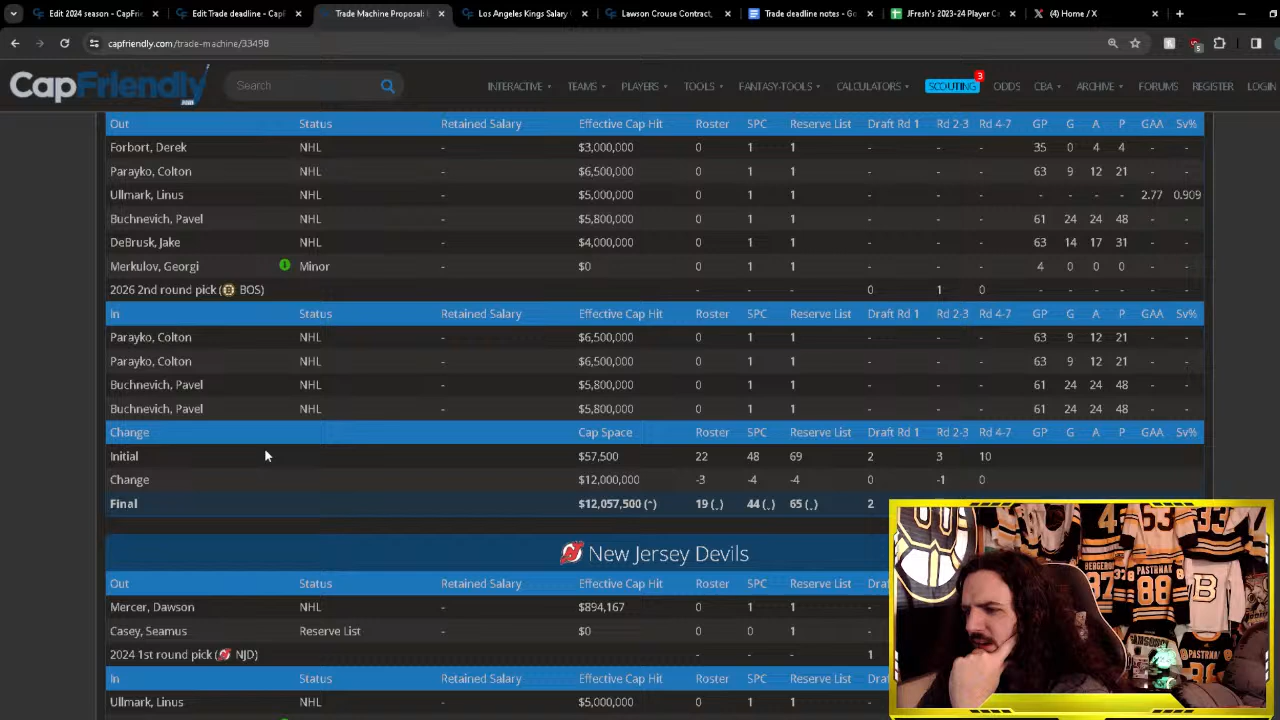 Edit 2024 season - CapFrie
Edit Trade deadline - CapF
Trade Machine Proposal:
Los Angeles Kings Salary
Lawson Crouse Contract,
Trade deadline notes - Go
JFresh's 2023-24 Player Ca
(4) Home / X
capfriendly.com/trade-machine/33498
5
CapFriendly
.com
Search
INTERACTIVE TEAMS PLAYERS TOOLS FANTASY-TOOLS CALCULATORS SCOUTING 3 ODDS CBA ARCHIVE FORUMS REGISTER LOGIN
Out Status Retained Salary Effective Cap Hit Roster SPC Reserve List Draft Rd 1 Rd 2-3 Rd 4-7 GP G A P GAA Sv%
Forbort, Derek NHL - $3,000,000 0 1 1 - - - 35 0 4 4 - -
Parayko, Colton NHL - $6,500,000 0 1 1 - - - 63 9 12 21 - -
Ullmark, Linus NHL - $5,000,000 0 1 1 - - - - - - - 2.77 0.909
Buchnevich, Pavel NHL - $5,800,000 0 1 1 - - - 61 24 24 48 - -
DeBrusk, Jake NHL - $4,000,000 0 1 1 - - - 63 14 17 31 - -
Merkulov, Georgi Minor - $0 0 1 1 - - - 4 0 0 0 - -
2026 2nd round pick ( BOS) - - - 0 1 0 - - - - - -
In Status Retained Salary Effective Cap Hit Roster SPC Reserve List Draft Rd 1 Rd 2-3 Rd 4-7 GP G A P GAA Sv%
Parayko, Colton NHL - $6,500,000 0 1 1 - - - 63 9 12 21 - -
Parayko, Colton NHL - $6,500,000 0 1 1 - - - 63 9 12 21 - -
Buchnevich, Pavel NHL - $5,800,000 0 1 1 - - - 61 24 24 48 - -
Buchnevich, Pavel NHL - $5,800,000 0 1 1 - - - 61 24 24 48 - -
Change Cap Space Roster SPC Reserve List Draft Rd 1 Rd 2-3 Rd 4-7 GP G A P GAA Sv%
Initial $57,500 22 48 69 2 3 10
Change $12,000,000 -3 -4 -4 - -1 0
Final $12,057,500 (^) 19 (.) 44 (.) 65 (.) 2
New Jersey Devils
Out Status Retained Salary Effective Cap Hit Roster SPC Reserve List
Mercer, Dawson NHL - $894,167 0 1 1 -
Casey, Seamus Reserve List - $0 0 0 1 -
2024 1st round pick ( NJD) - - - 1
In Status Retained Salary Effective Cap Hit Roster SPC Reserve List
Ullmark, Linus NHL - $5,000,000 0 1 1 -
BERGERON
37
PASTRNAK
88
B
PASTRNAK